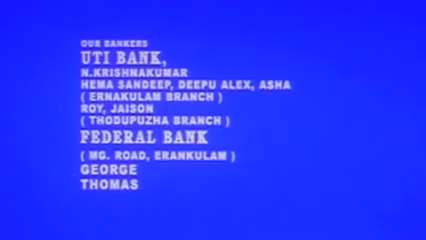 OUR BANKERS
UTI BANK,
N.KRISHNAKUMAR
HEMA SANDEEP, DEEPU ALEX, ASHA
( ERNAKULAM BRANCH )
ROY, JAISON
( THODUPUZHA BRANCH )
FEDERAL BANK
( MG. ROAD, ERANKULAM )
GEORGE
THOMAS